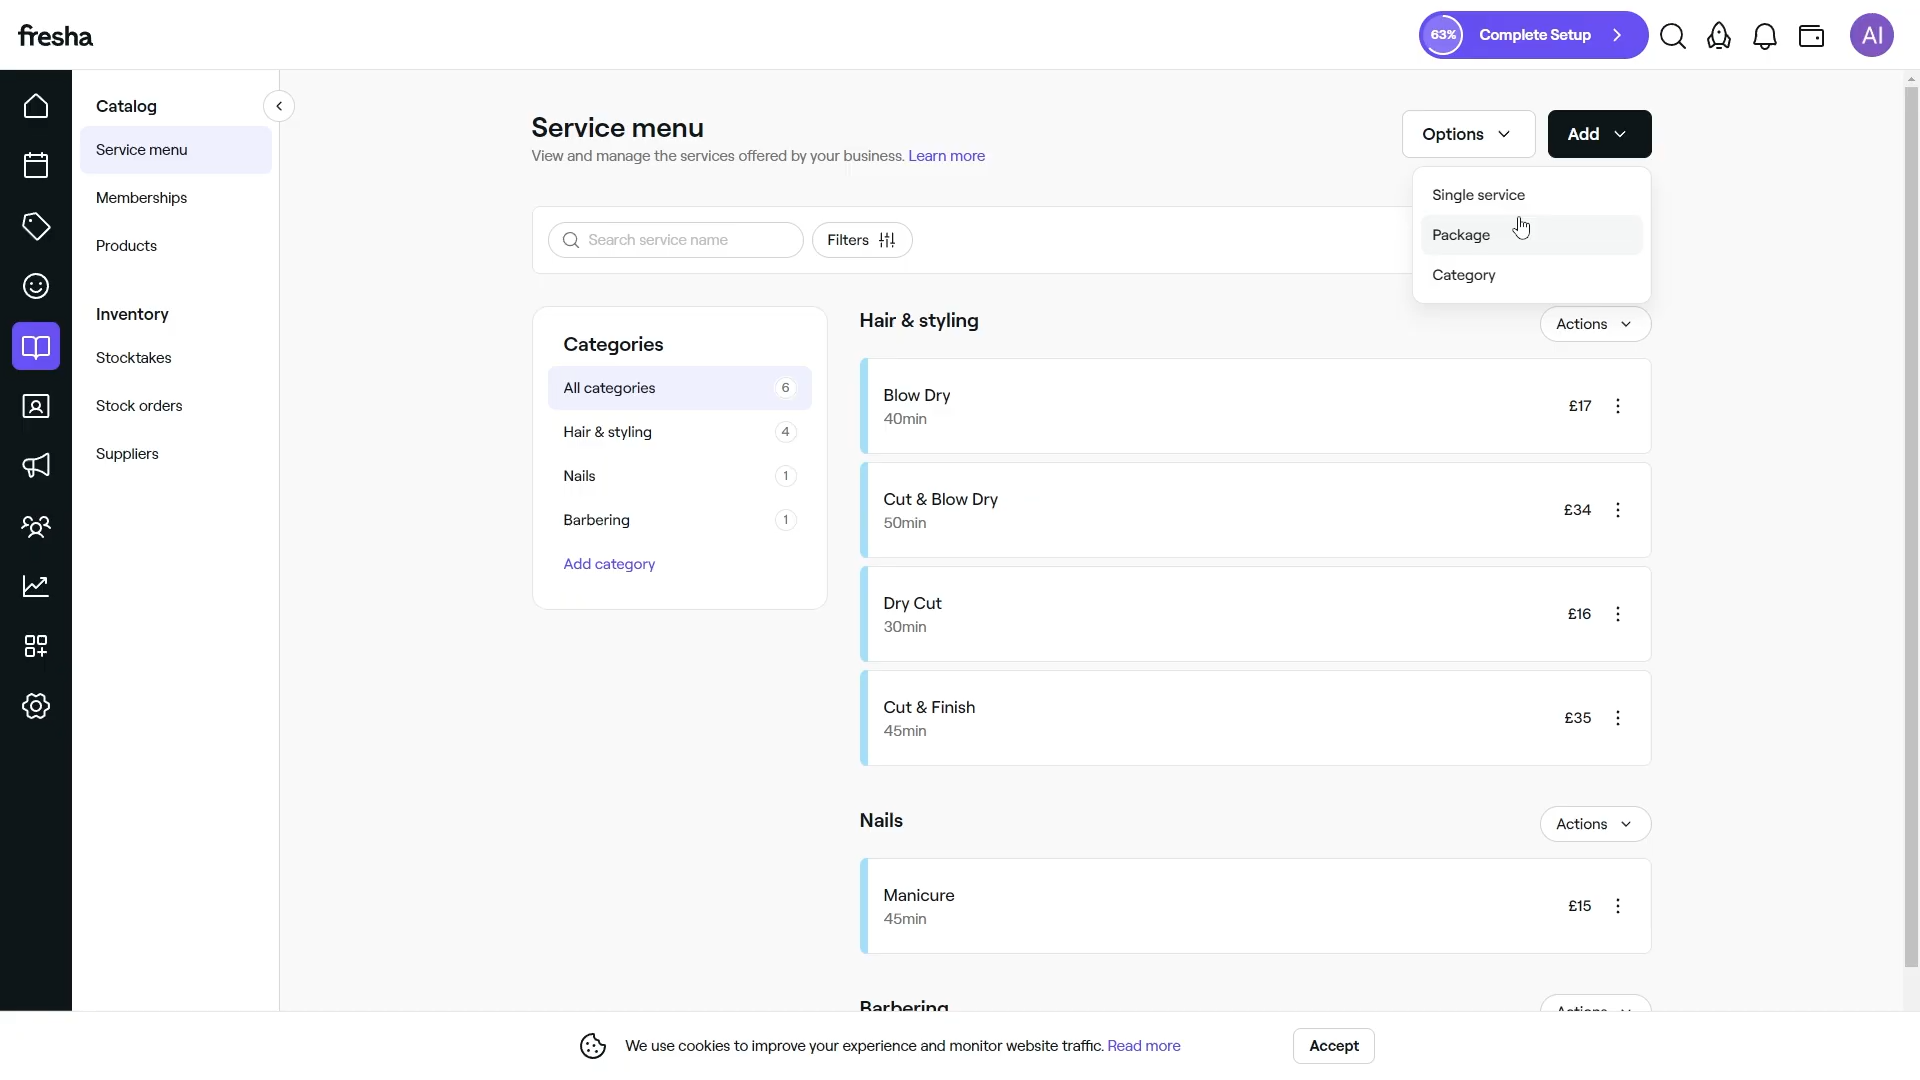 fresha
63%
Complete Setup
AI
Catalog
Service menu
Memberships
Products
Inventory
Stocktakes
Stock orders
Suppliers
Service menu
View and manage the services offered by your business. Learn more
Options
Add
Single service
Package
Category
Search service name
Filters
Categories
All categories 6
Hair & styling 4
Nails 1
Barbering 1
Add category
Hair & styling
Actions
Blow Dry
40min
£17
Cut & Blow Dry
50min
£34
Dry Cut
30min
£16
Cut & Finish
45min
£35
Nails
Actions
Manicure
45min
£15
Barbering
Actions
We use cookies to improve your experience and monitor website traffic. Read more
Accept